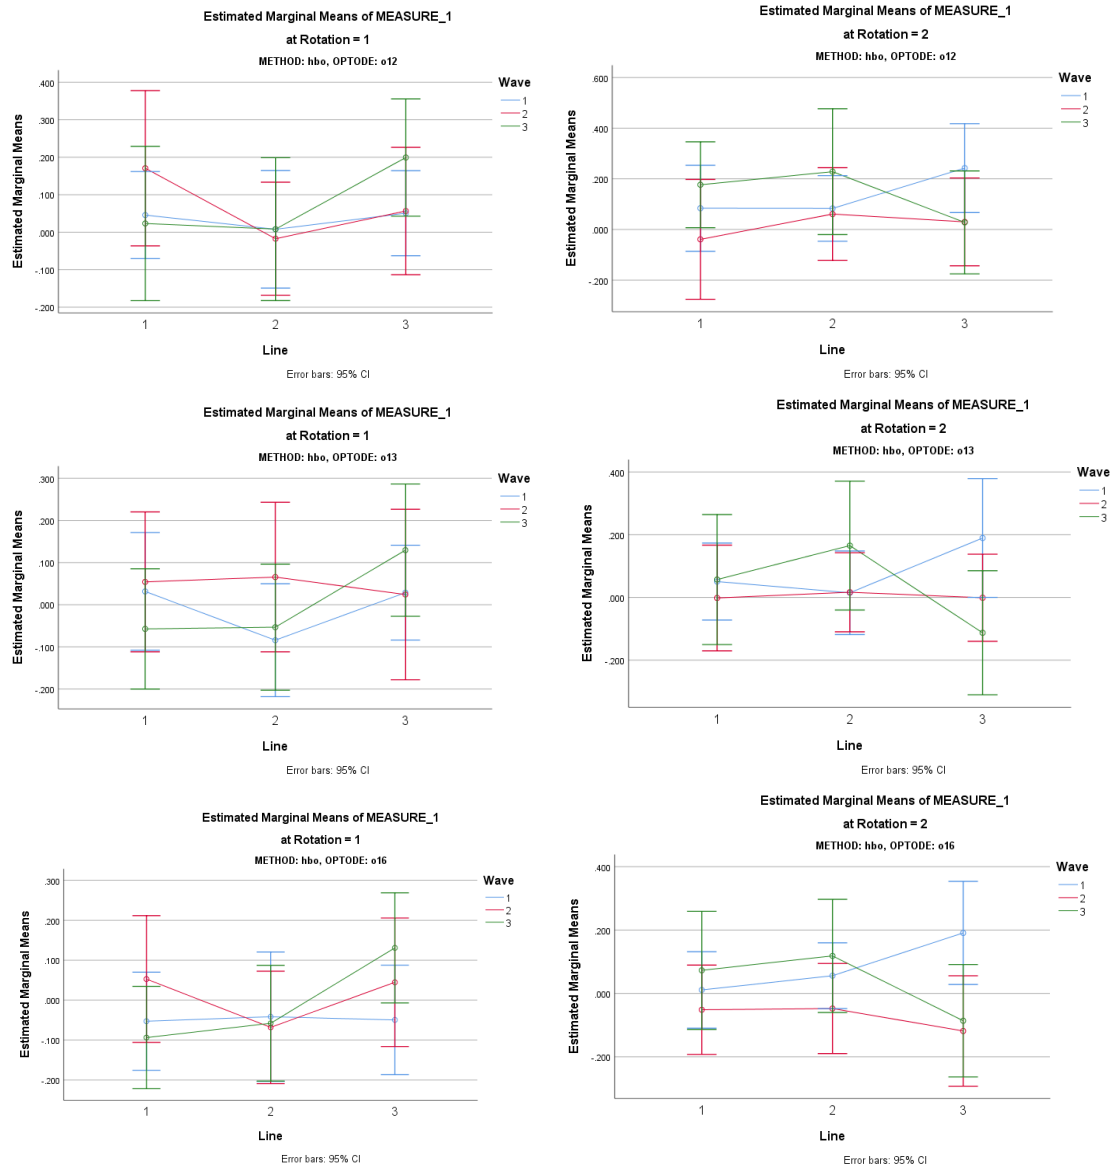 Estimated Marginal Means of MEASURE_1
at Rotation = 1
METHOD: hbo, OPTODE: o12
Wave
1
2
3
Estimated Marginal Means
.400
.300
.200
.100
.000
-.100
-.200
1 2 3
Line
Error bars: 95% CI
Estimated Marginal Means of MEASURE_1
at Rotation = 2
METHOD: hbo, OPTODE: o12
Wave
1
2
3
Estimated Marginal Means
.600
.400
.200
.000
-.200
1 2 3
Line
Error bars: 95% CI
Estimated Marginal Means of MEASURE_1
at Rotation = 1
METHOD: hbo, OPTODE: o13
Wave
1
2
3
Estimated Marginal Means
.300
.200
.100
.000
-.100
-.200
1 2 3
Line
Error bars: 95% CI
Estimated Marginal Means of MEASURE_1
at Rotation = 2
METHOD: hbo, OPTODE: o13
Wave
1
2
3
Estimated Marginal Means
.400
.200
.000
-.200
1 2 3
Line
Error bars: 95% CI
Estimated Marginal Means of MEASURE_1
at Rotation = 1
METHOD: hbo, OPTODE: o16
Wave
1
2
3
Estimated Marginal Means
.300
.200
.100
.000
-.100
-.200
1 2 3
Line
Error bars: 95% CI
Estimated Marginal Means of MEASURE_1
at Rotation = 2
METHOD: hbo, OPTODE: o16
Wave
1
2
3
Estimated Marginal Means
.400
.200
.000
-.200
1 2 3
Line
Error bars: 95% CI